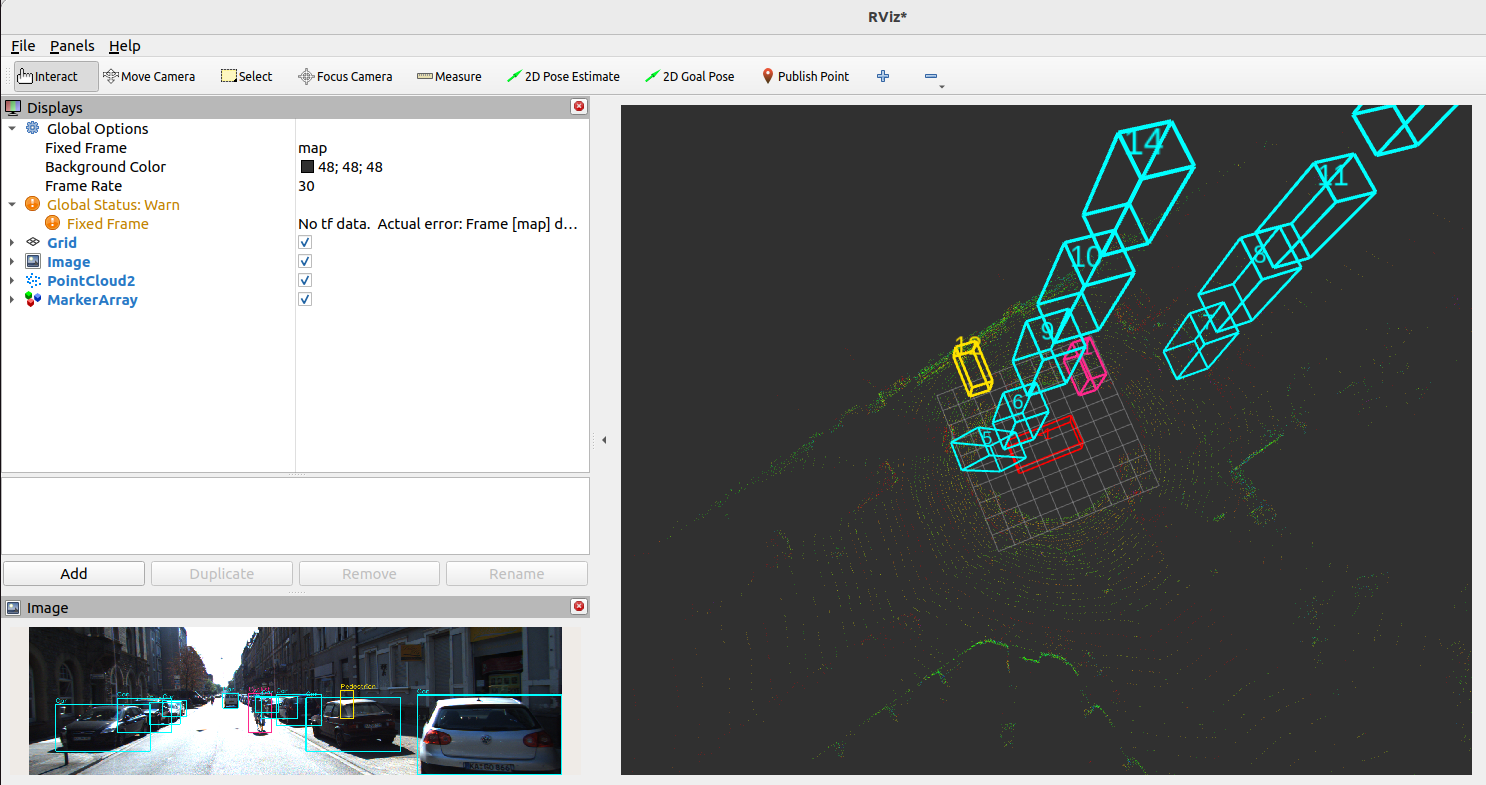 RViz*
File Panels Help
Interact Move Camera Select Focus Camera Measure 2D Pose Estimate 2D Goal Pose Publish Point
Displays
Global Options
Fixed Frame map
Background Color 48; 48; 48
Frame Rate 30
Global Status: Warn
Fixed Frame No tf data. Actual error: Frame [map] d…
Grid
Image
PointCloud2
MarkerArray
Add Duplicate Remove Rename
Image
Car
Car
Car
Car
Car
Pedestrian
Car
14
11
10
8
7
9
6
5